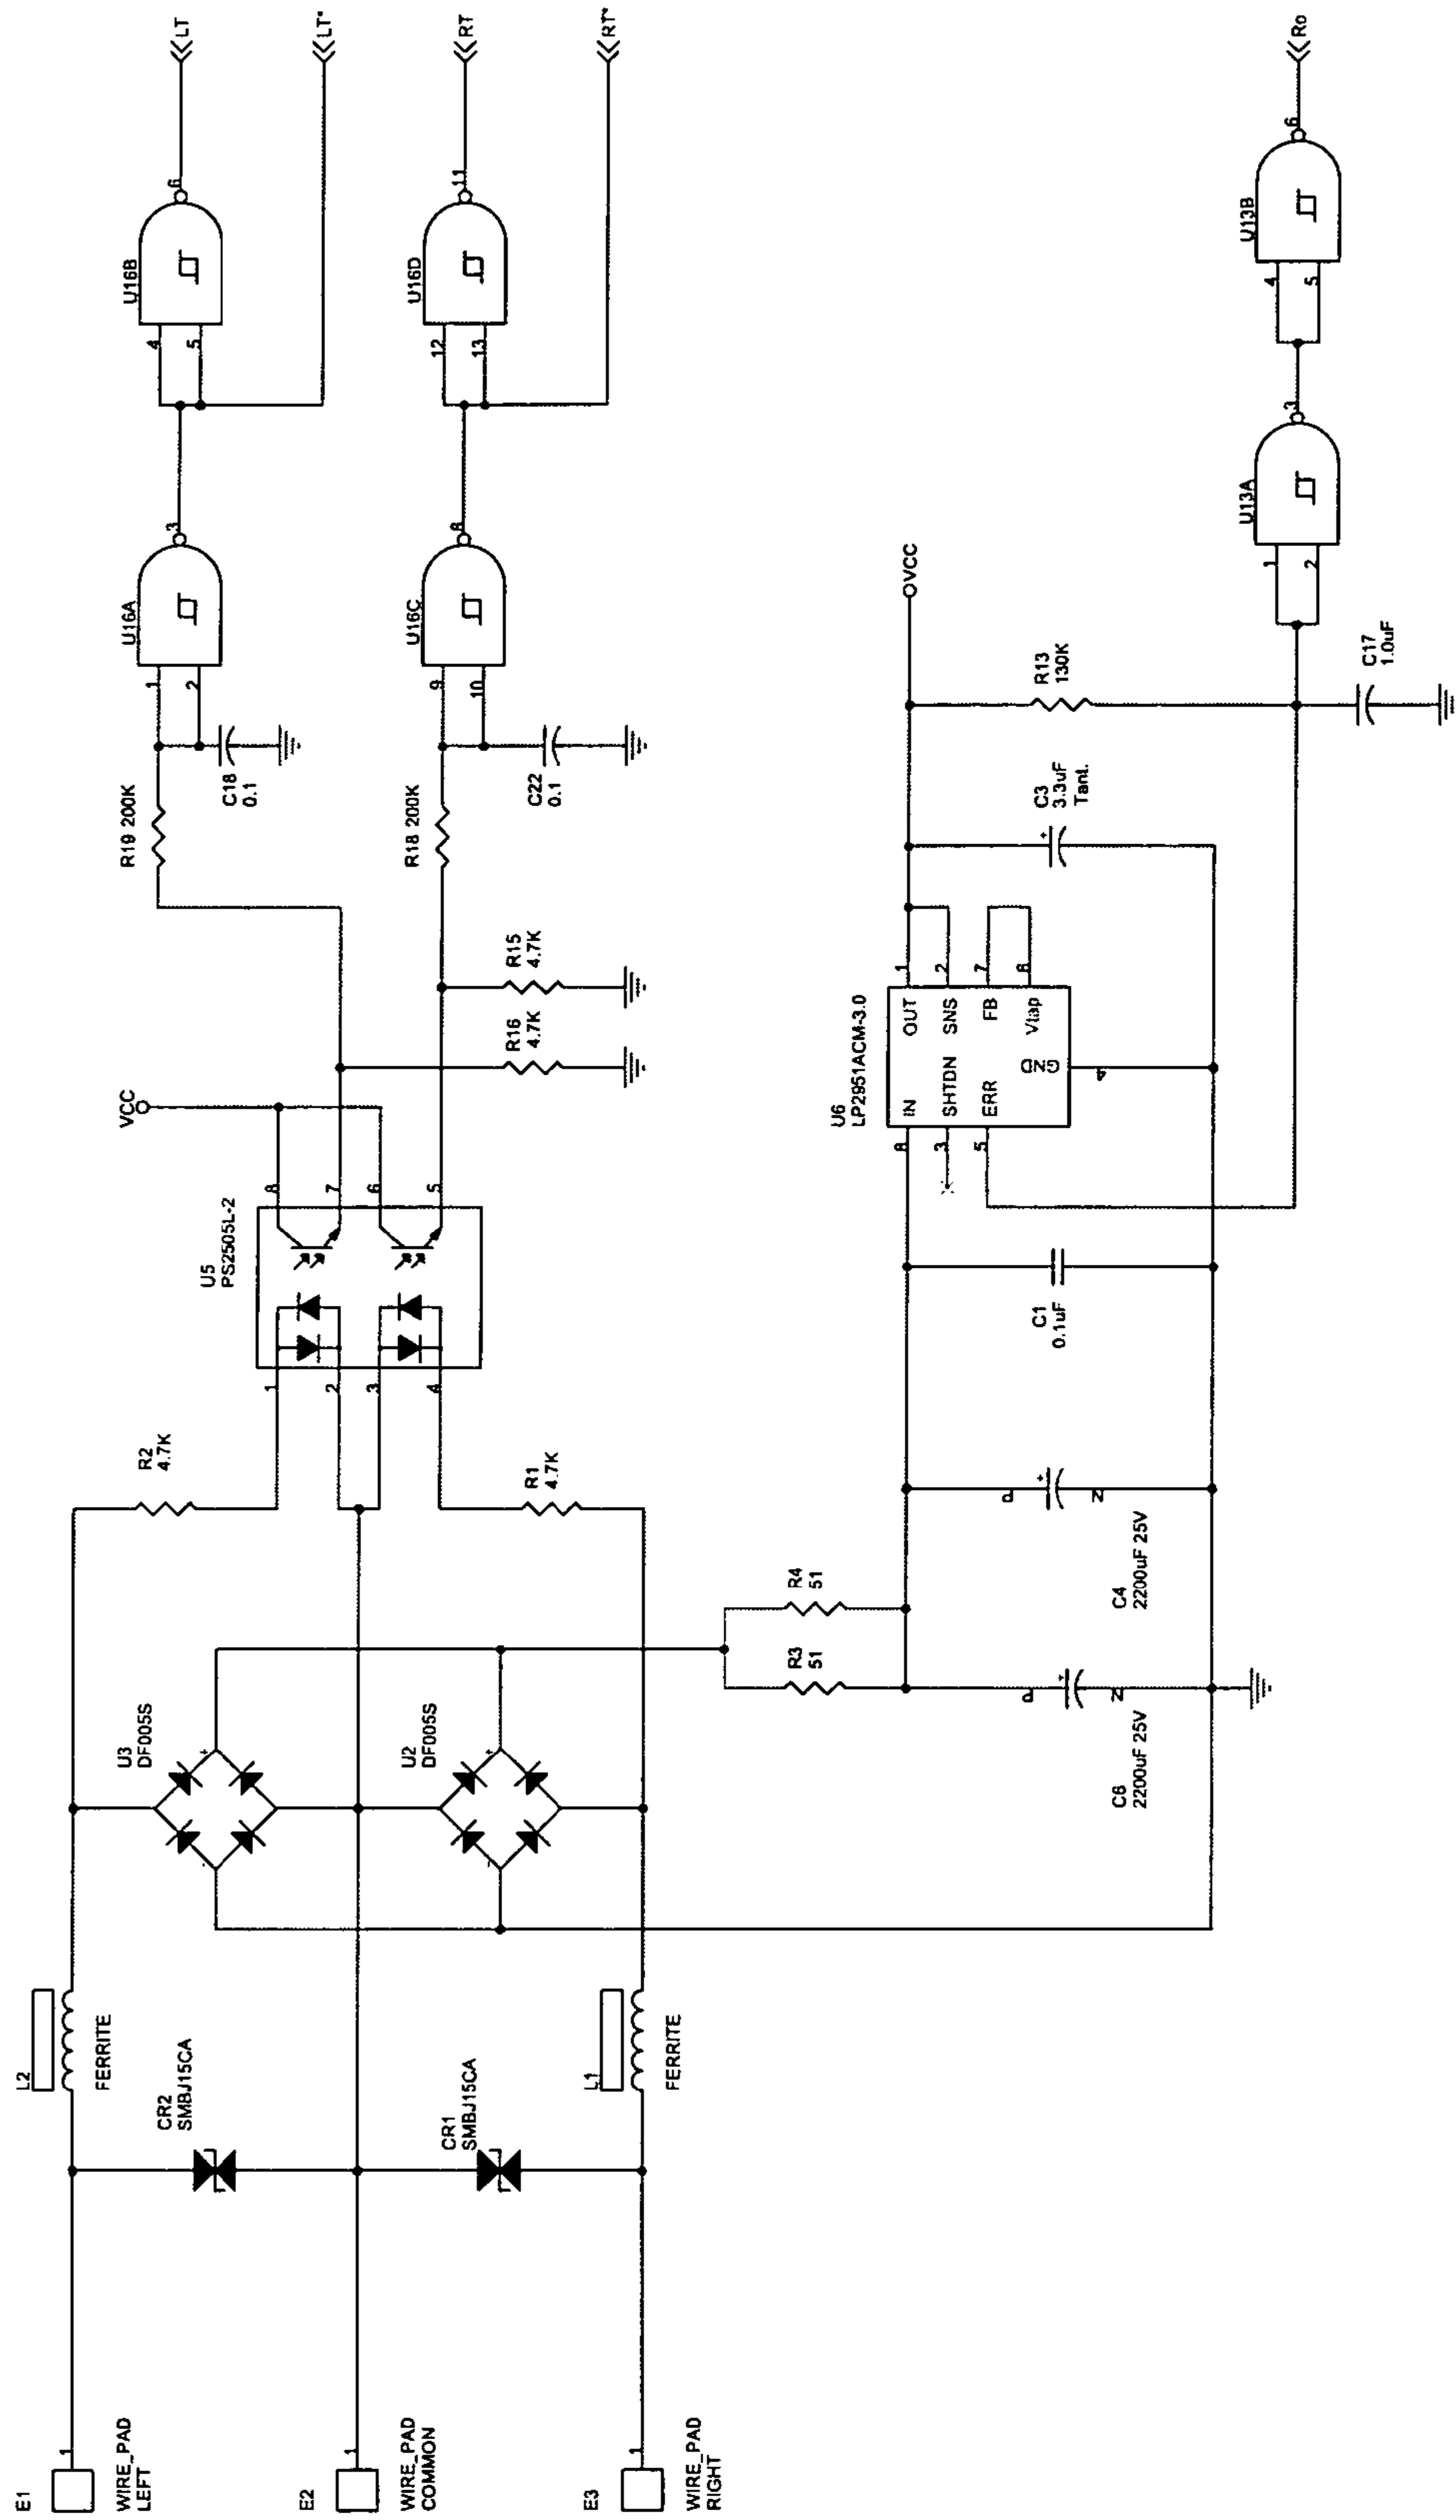 E1
1
WIRE_PAD
LEFT
L2
FERRITE
CR2
SMBJ15CA
E2
1
WIRE_PAD
COMMON
CR1
SMBJ15CA
E3
1
WIRE_PAD
RIGHT
L1
FERRITE
U3
DF005S
+
-
U2
DF005S
+
-
R2
4.7K
R1
4.7K
U5
PS2505L-2
1
2
3
4
8
7
6
5
VCC
R16
4.7K
R15
4.7K
R19 200K
R18 200K
C18
0.1
C22
0.1
U16A
1
2
3
U16B
4
5
6
LT
LT*
U16C
9
10
8
U16D
12
13
11
RT
RT*
R3
51
R4
51
C6
2200uF 25V
+
P
N
C4
2200uF 25V
+
P
N
C1
0.1uF
U6
LP2951ACM-3.0
8
IN
OUT
1
3
SHTDN
SNS
2
5
ERR
FB
7
Vtap
6
GND
4
C3
3.3uF
Tant.
+
VCC
R13
130K
C17
1.0uF
U13A
1
2
3
U13B
4
5
6
Ro